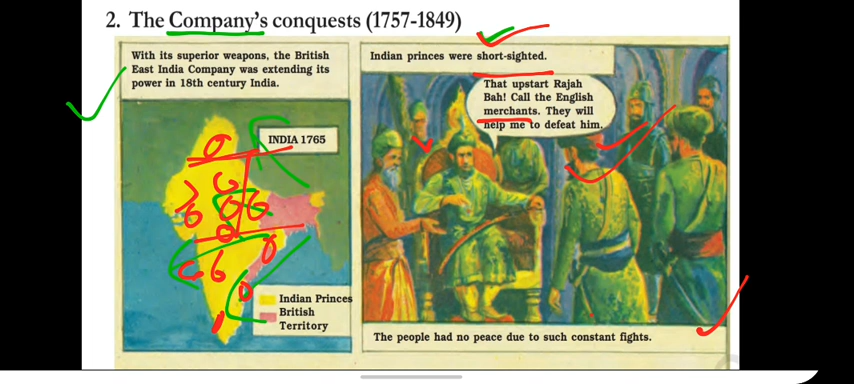 2. The Company's conquests (1757-1849)
With its superior weapons, the British
East India Company was extending its
power in 18th century India.
INDIA 1765
Indian Princes
British
Territory
Indian princes were short-sighted.
That upstart Rajah
Bah! Call the English
merchants. They will
help me to defeat him.
The people had no peace due to such constant fights.